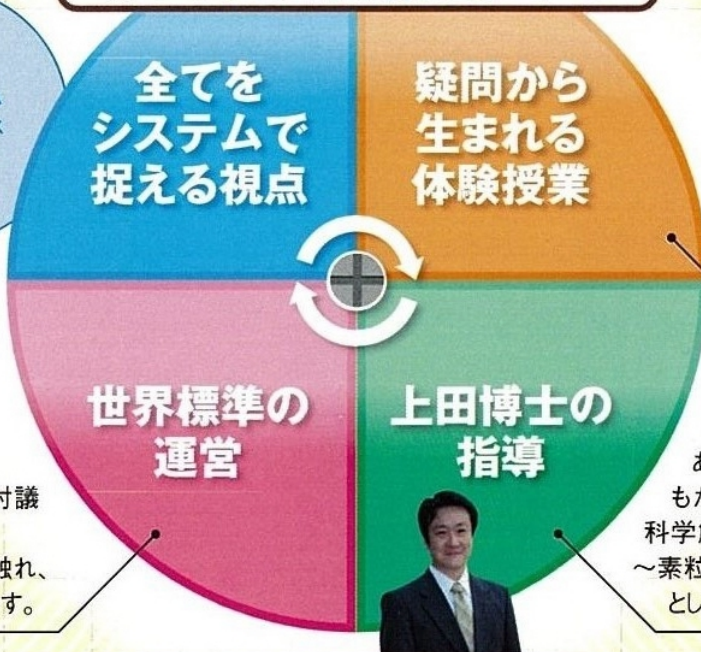 全てを
システムで
捉える視点
疑問から
生まれる
体験授業
世界標準の
運営
上田博士の
指導
討議
触れ、
す。
あ
もか
科学
~素粒
とし